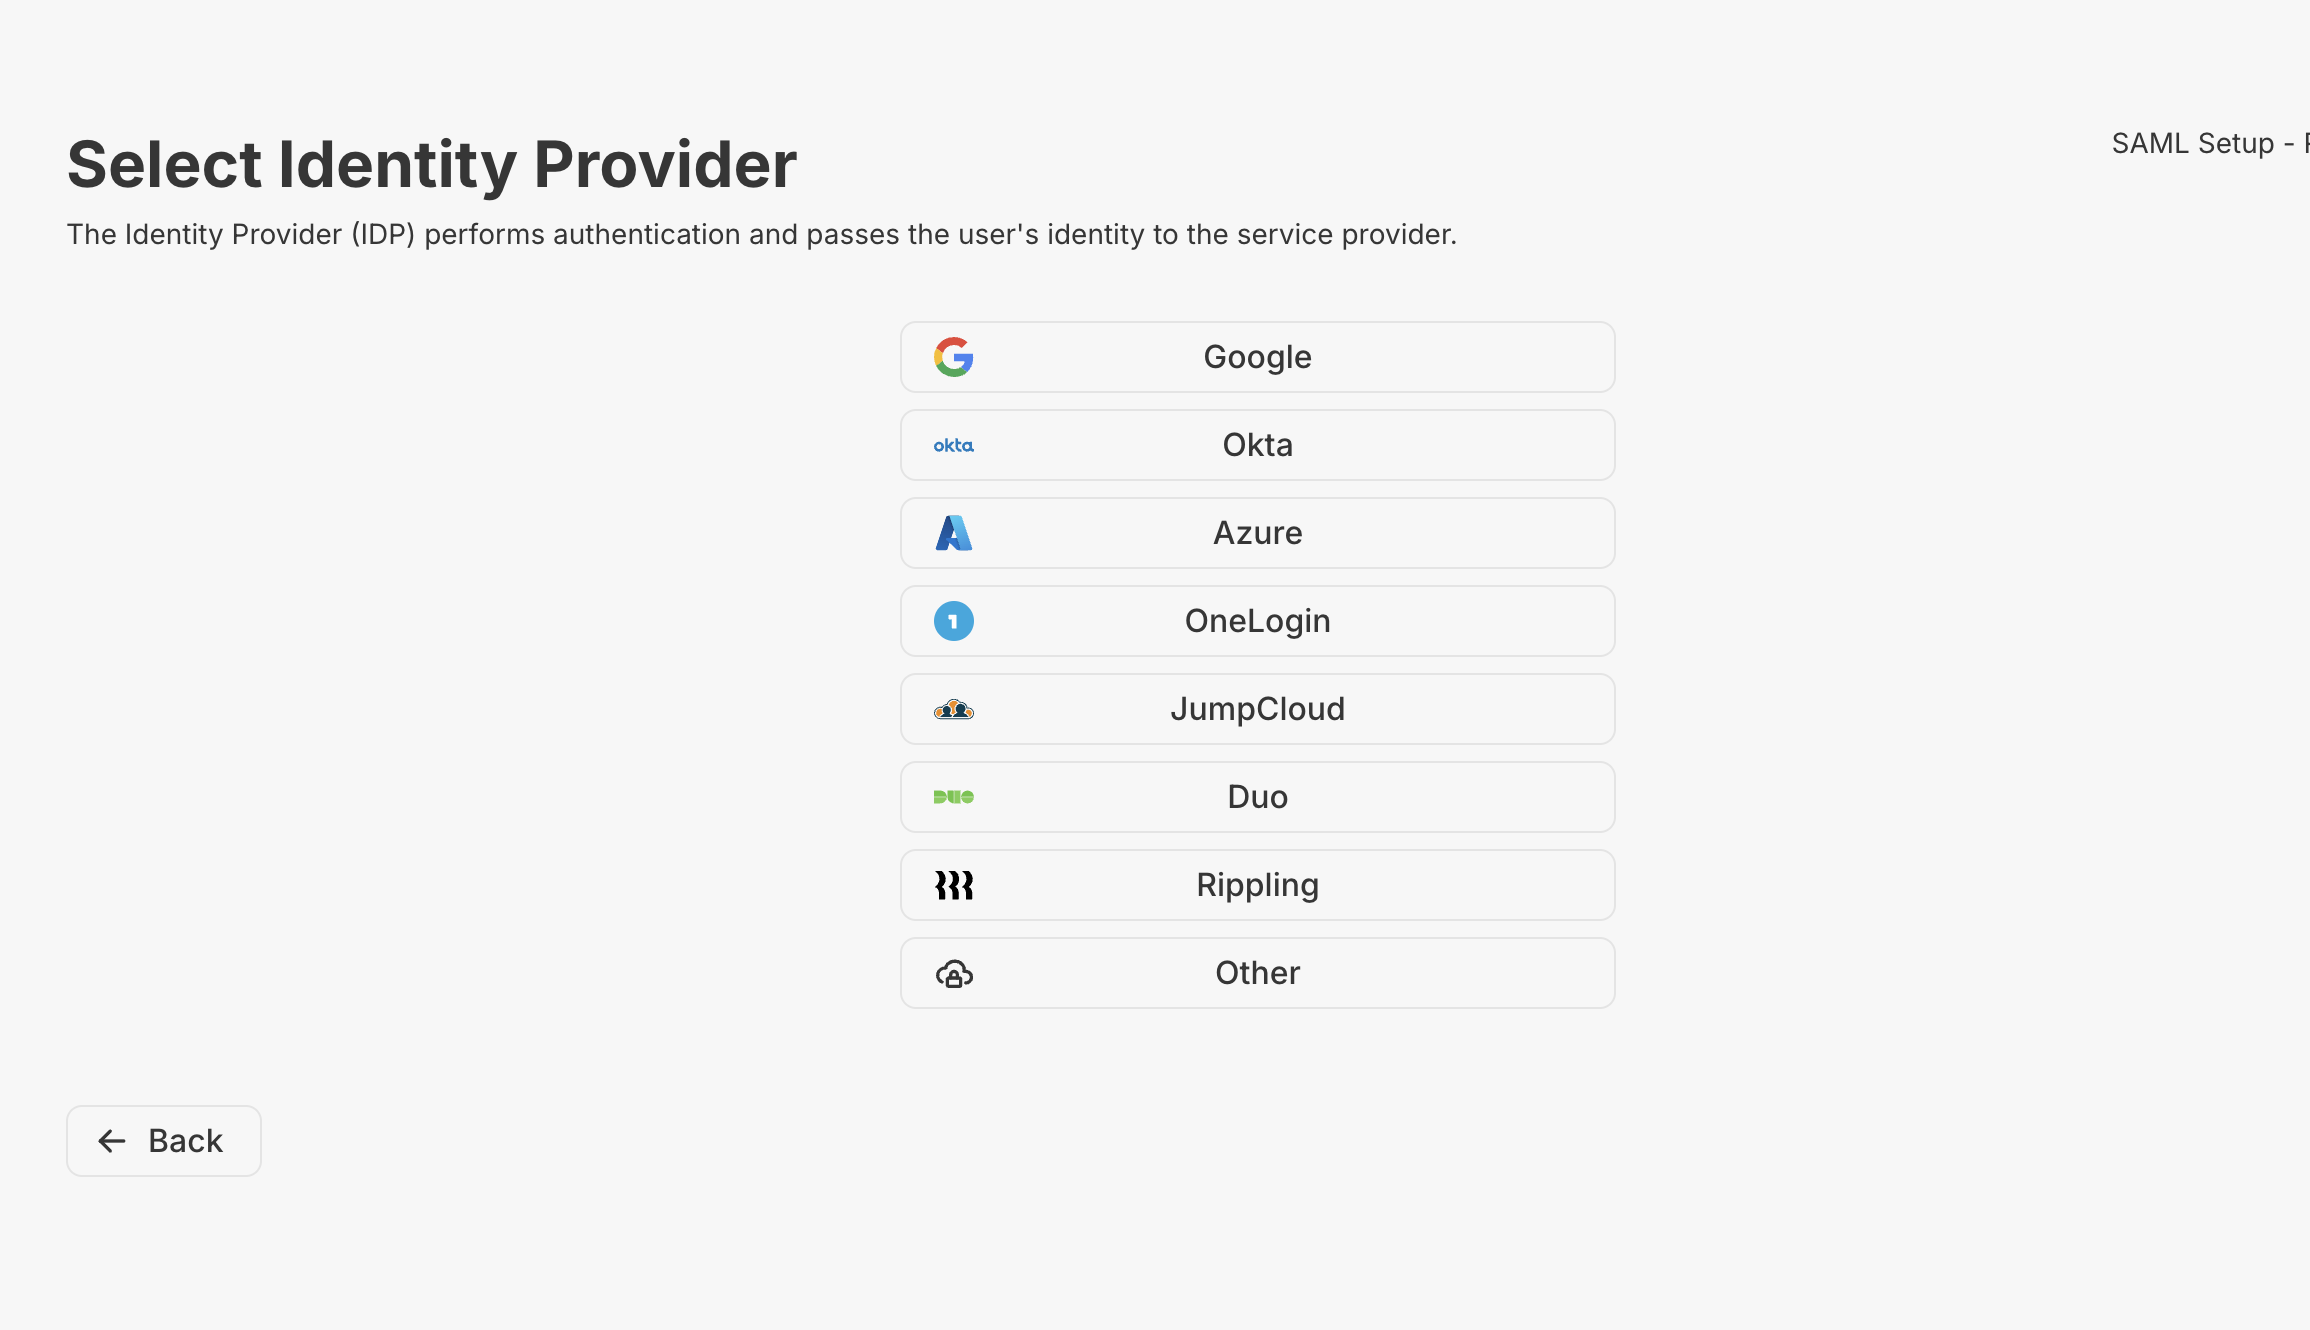 Select Identity Provider
SAML Setup -
The Identity Provider (IDP) performs authentication and passes the user's identity to the service provider.
Google
okta Okta
Azure
1 OneLogin
JumpCloud
DUO Duo
Rippling
Other
Back